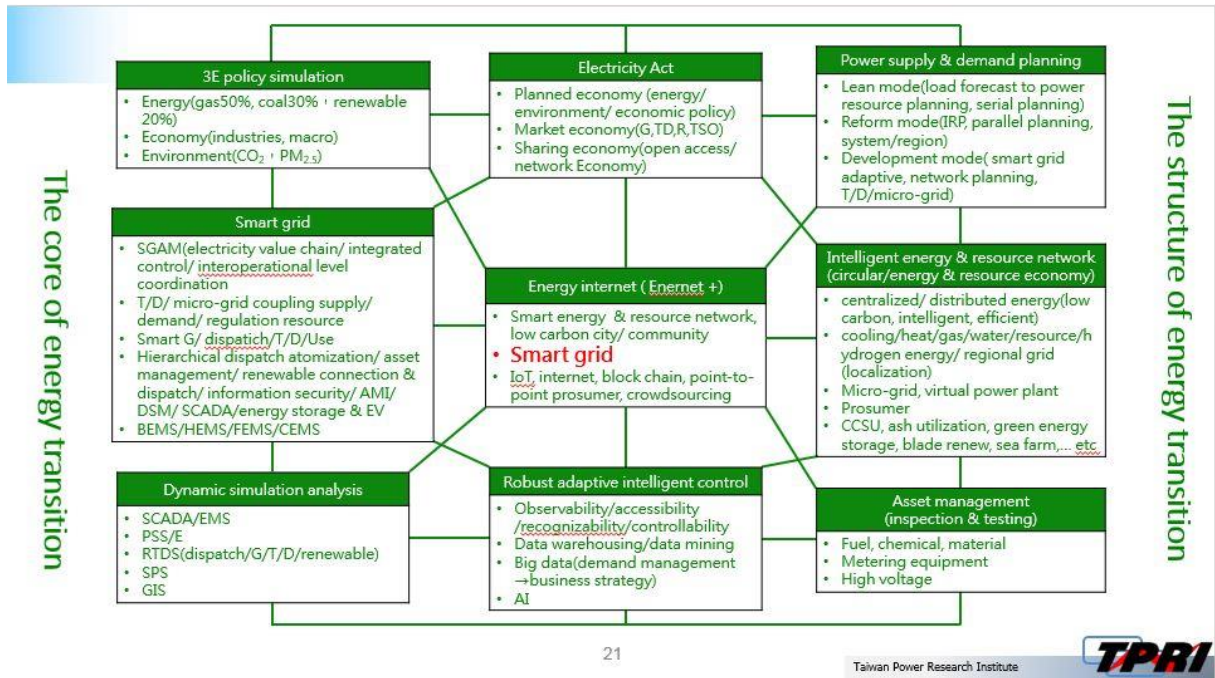 The core of energy transition
3E policy simulation
• Energy(gas50%, coal30%，renewable
20%)
• Economy(industries, macro)
• Environment(CO₂，PM₂.₅)
Electricity Act
• Planned economy (energy/
environment/ economic policy)
• Market economy(G,TD,R,TSO)
• Sharing economy(open access/
network Economy)
Power supply & demand planning
• Lean mode(load forecast to power
resource planning, serial planning)
• Reform mode(IRP, parallel planning,
system/region)
• Development mode( smart grid
adaptive, network planning,
T/D/micro-grid)
Smart grid
• SGAM(electricity value chain/ integrated
control/ interoperational level
coordination
• T/D/ micro-grid coupling supply/
demand/ regulation resource
• Smart G/ dispatich/T/D/Use
• Hierarchical dispatch atomization/ asset
management/ renewable connection &
dispatch/ information security/ AMI/
DSM/ SCADA/energy storage & EV
• BEMS/HEMS/FEMS/CEMS
Energy internet ( Enernet +)
• Smart energy & resource network,
low carbon city/ community
• Smart grid
• IoT, internet, block chain, point-to-
point prosumer, crowdsourcing
Intelligent energy & resource network
(circular/energy & resource economy)
• centralized/ distributed energy(low
carbon, intelligent, efficient)
• cooling/heat/gas/water/resource/h
ydrogen energy/ regional grid
(localization)
• Micro-grid, virtual power plant
• Prosumer
• CCSU, ash utilization, green energy
storage, blade renew, sea farm,... etc
Dynamic simulation analysis
• SCADA/EMS
• PSS/E
• RTDS(dispatch/G/T/D/renewable)
• SPS
• GIS
Robust adaptive intelligent control
• Observability/accessibility
/recognizability/controllability
• Data warehousing/data mining
• Big data(demand management
→business strategy)
• AI
Asset management
(inspection & testing)
• Fuel, chemical, material
• Metering equipment
• High voltage
The structure of energy transition
21
Taiwan Power Research Institute
TPRI